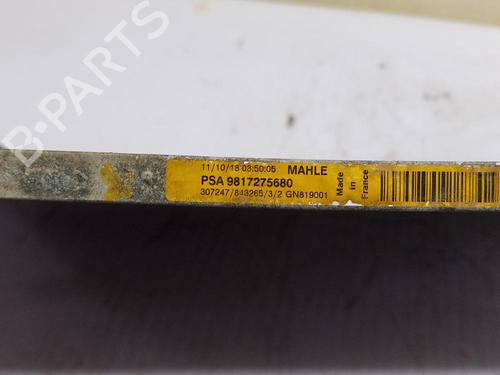 B-PARTS
11/10/18 03:50:05 MAHLE
PSA 9817275680
307247/843265/3/2 GN819001
Made in France